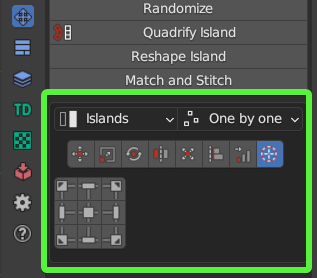 Randomize
Quadrify Island
Reshape Island
Match and Stitch
Islands One by one
TD